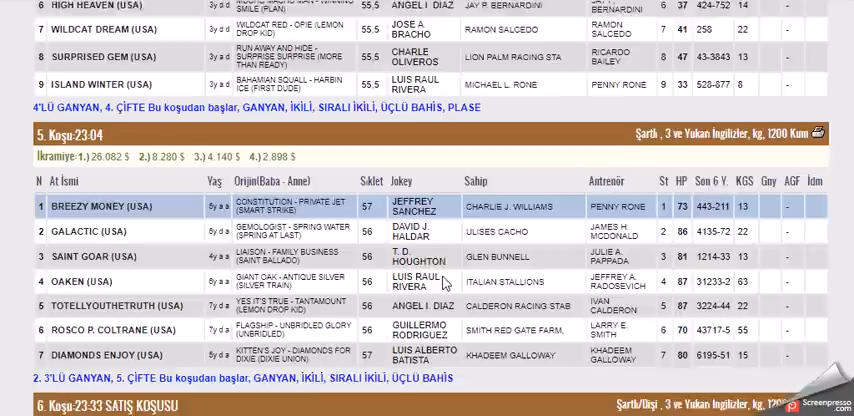 6 HIGH HEAVEN (USA) 3y d d SMILE (PLAN) 55,5 ANGEL I. DIAZ JAY P. BERNARDINI 6 37 424-752 14 -
7 WILDCAT DREAM (USA) 3y d d WILDCAT RED - OPIE (LEMON DROP KID) 55,5 JOSE A. BRACHO RAMON SALCEDO RAMON SALCEDO 7 41 258 22 -
8 SURPRISED GEM (USA) 3y a d RUN AWAY AND HIDE - SURPRISE SURPRISE (MORE THAN READY) 55,5 CHARLE OLIVEROS LION PALM RACING STA RICARDO BAILEY 8 47 43-3843 13 -
9 ISLAND WINTER (USA) 3y a d BAHAMIAN SQUALL - HARBIN ICE (FIRST DUDE) 55,5 LUIS RAUL RIVERA MICHAEL L. RONE PENNY RONE 9 33 528-877 8 -
4'LÜ GANYAN, 4. ÇİFTE Bu koşudan başlar, GANYAN, İKİLİ, SIRALI İKİLİ, ÜÇLÜ BAHİS, PLASE
5. Koşu:23:04 Şartlı , 3 ve Yukarı İngilizler, kg, 1200 Kum
İkramiye:1.) 26.082 $ 2.) 8.280 $ 3.) 4.140 $ 4.) 2.898 $
N At İsmi Yaş Orijin(Baba - Anne) Sıklet Jokey Sahip Antrenör St HP Son 6 Y. KGS Gny AGF İdm
1 BREEZY MONEY (USA) CONSTITUTION - PRIVATE JET (SMART STRIKE) 57 JEFFREY SANCHEZ CHARLIE J. WILLIAMS PENNY RONE 1 73 443-211 13 -
2 GALACTIC (USA) GEMOLOGIST - SPRING WATER (SPRING AT LAST) 56 DAVID J. HALDAR ULISES CACHO JAMES H. MCDONALD 2 86 4135-72 22 -
3 SAINT GOAR (USA) 4y a a LIAISON - FAMILY BUSINESS (SAINT BALLADO) 56 T. D. HOUGHTON GLEN BUNNELL JULIE A. PAPPADA 3 81 1214-33 13 -
4 OAKEN (USA) GIANT OAK - ANTIQUE SILVER (SILVER TRAIN) 56 LUIS RAUL RIVERA ITALIAN STALLIONS JEFFREY A. RADOSEVICH 4 87 31233-2 63 -
5 TOTELLYOUTHETRUTH (USA) 7y d a YES IT'S TRUE - TANTAMOUNT (LEMON DROP KID) 56 ANGEL I. DIAZ CALDERON RACING STAB IVAN CALDERON 5 87 3224-44 22 -
6 ROSCO P. COLTRANE (USA) 7y d a FLAGSHIP - UNBRIDLED GLORY (UNBRIDLED) 56 GUILLERMO RODRIGUEZ SMITH RED GATE FARM, LARRY E. SMITH 6 70 43717-5 55 -
7 DIAMONDS ENJOY (USA) KITTEN'S JOY - DIAMONDS FOR DIXIE (DIXIE UNION) 57 LUIS ALBERTO BATISTA KHADEEM GALLOWAY KHADEEM GALLOWAY 7 80 6195-51 15 -
2. 3'LÜ GANYAN, 5. ÇİFTE Bu koşudan başlar, GANYAN, İKİLİ, SIRALI İKİLİ, ÜÇLÜ BAHİS
6. Koşu:23:33 SATIŞ KOŞUSU Şartlı/Dişi , 3 ve Yukarı İngilizler, kg,
Screenpresso